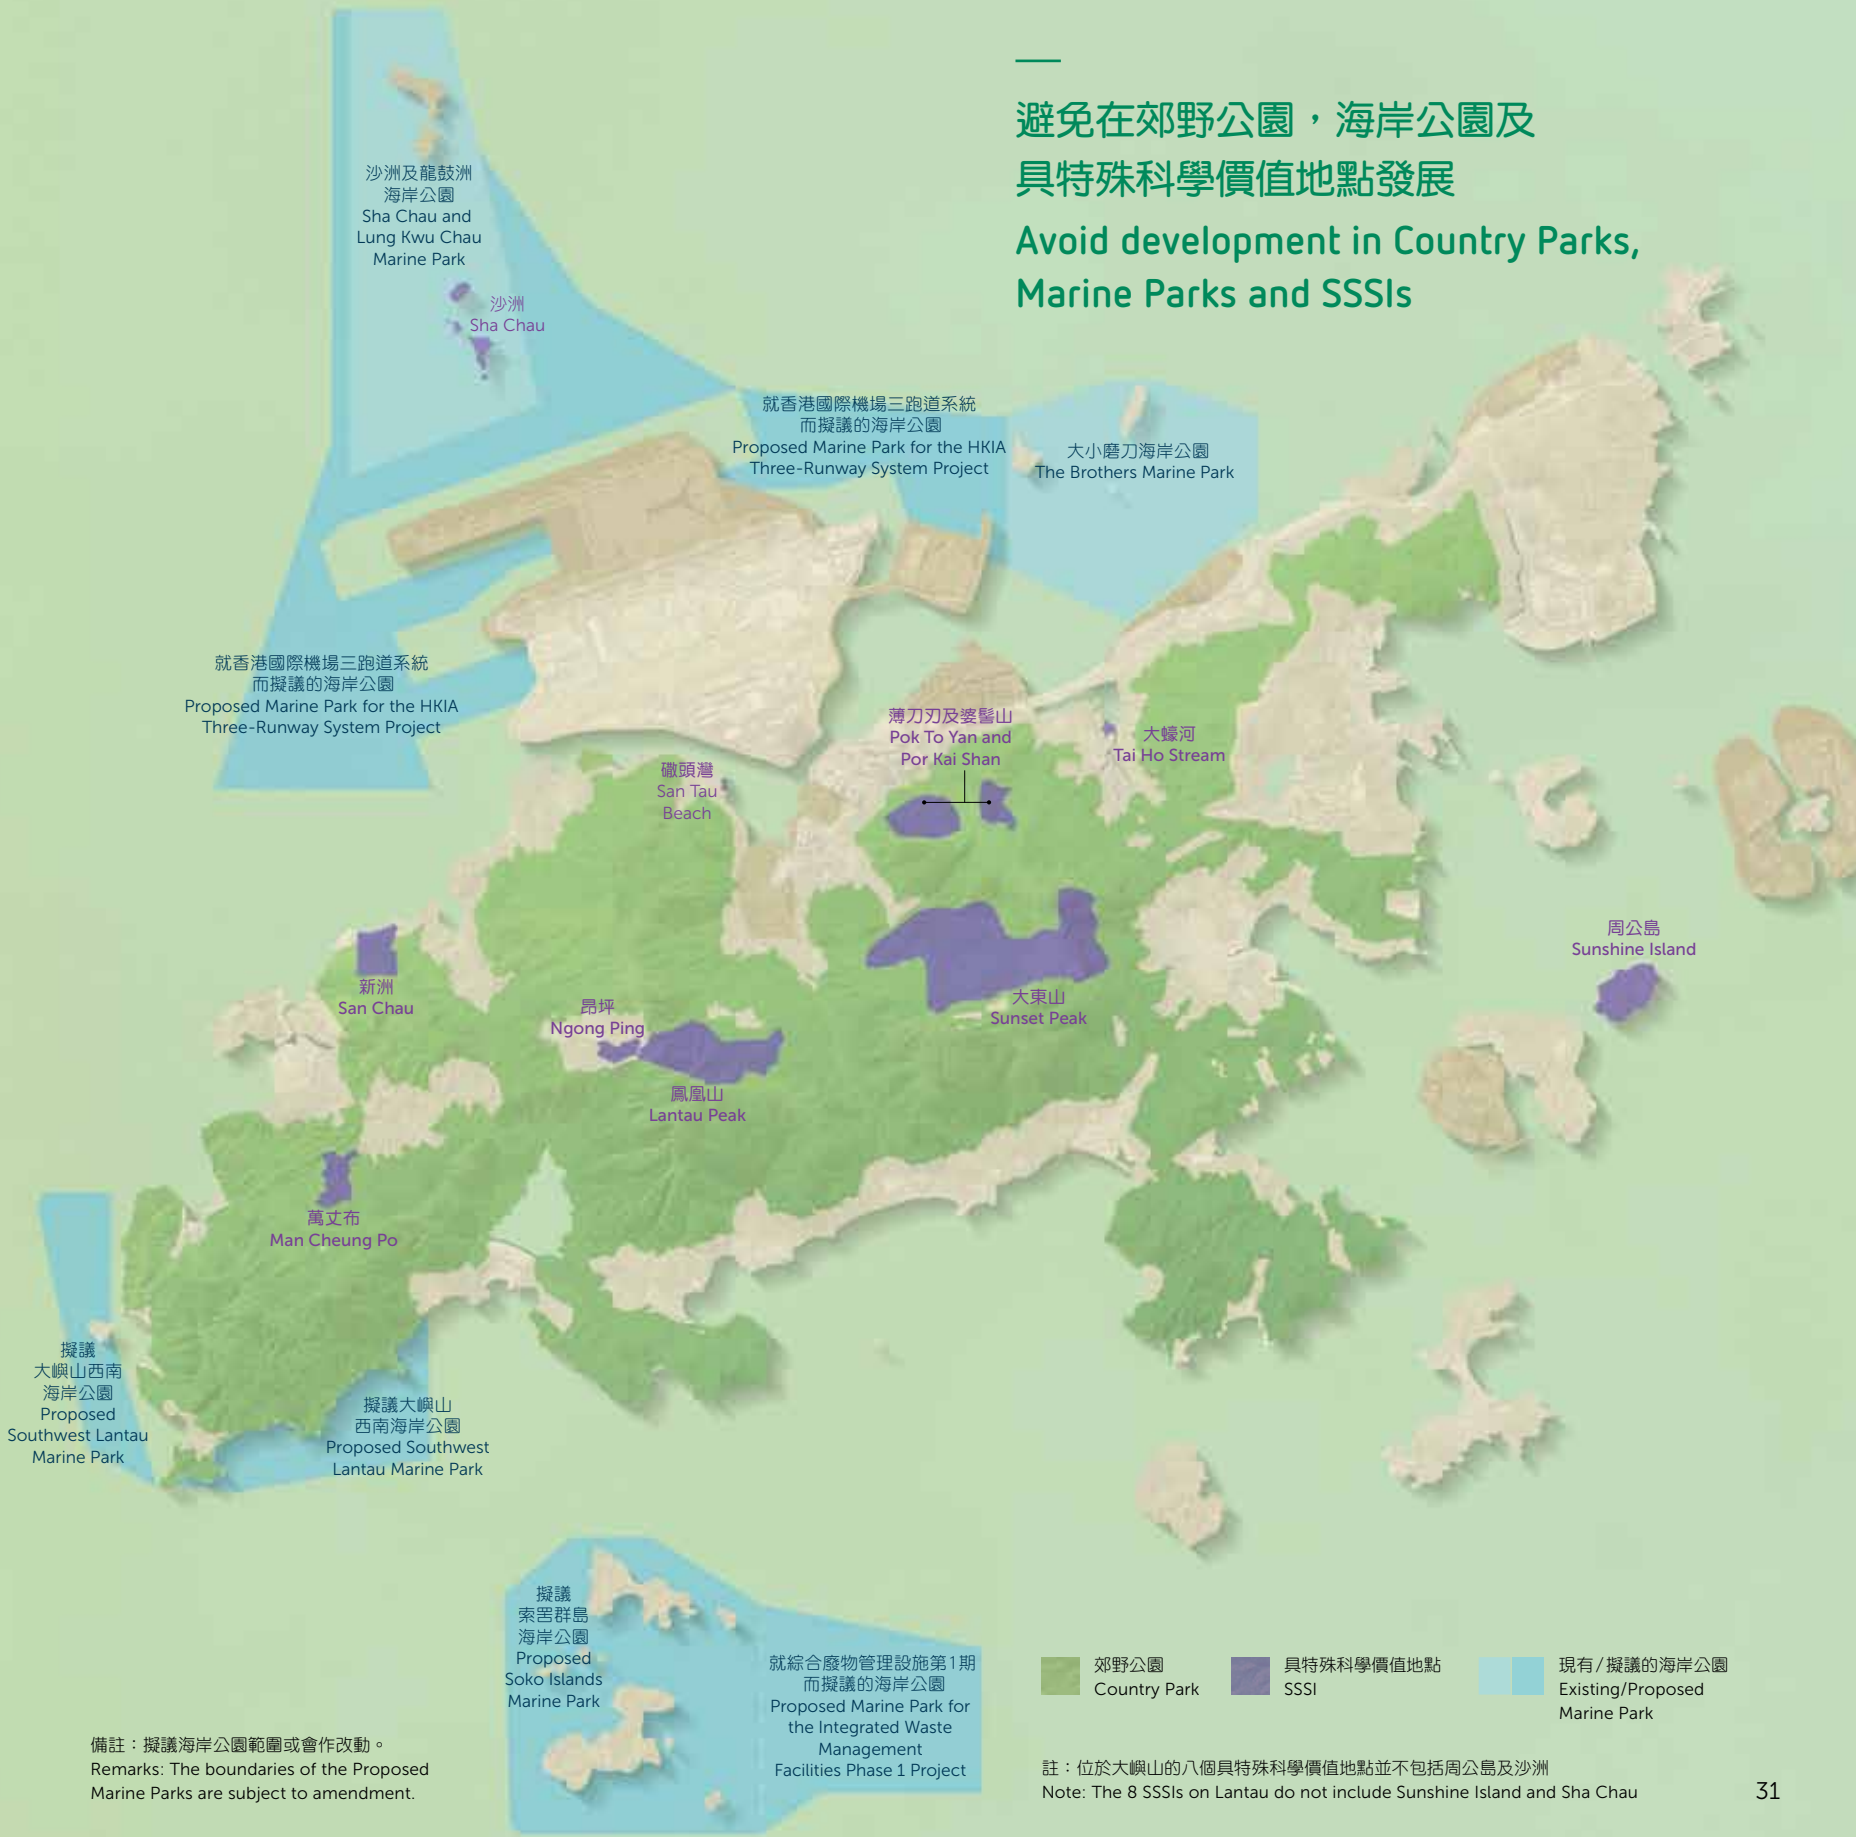 避免在郊野公園，海岸公園及
具特殊科學價值地點發展
Avoid development in Country Parks,
Marine Parks and SSSIs
沙洲及龍鼓洲
海岸公園
Sha Chau and
Lung Kwu Chau
Marine Park
沙洲
Sha Chau
就香港國際機場三跑道系統
而擬議的海岸公園
Proposed Marine Park for the HKIA
Three-Runway System Project
大小磨刀海岸公園
The Brothers Marine Park
就香港國際機場三跑道系統
而擬議的海岸公園
Proposed Marine Park for the HKIA
Three-Runway System Project
薄刀刃及婆髻山
Pok To Yan and
Por Kai Shan
大蠔河
Tai Ho Stream
䃟頭灣
San Tau
Beach
周公島
Sunshine Island
新洲
San Chau
昂坪
Ngong Ping
大東山
Sunset Peak
鳳凰山
Lantau Peak
萬丈布
Man Cheung Po
擬議
大嶼山西南
海岸公園
Proposed
Southwest Lantau
Marine Park
擬議大嶼山
西南海岸公園
Proposed Southwest
Lantau Marine Park
擬議
索罟群島
海岸公園
Proposed
Soko Islands
Marine Park
就綜合廢物管理設施第1期
而擬議的海岸公園
Proposed Marine Park for
the Integrated Waste
Management
Facilities Phase 1 Project
郊野公園
Country Park
具特殊科學價值地點
SSSI
現有/擬議的海岸公園
Existing/Proposed
Marine Park
備註：擬議海岸公園範圍或會作改動。
Remarks: The boundaries of the Proposed
Marine Parks are subject to amendment.
註：位於大嶼山的八個具特殊科學價值地點並不包括周公島及沙洲
Note: The 8 SSSIs on Lantau do not include Sunshine Island and Sha Chau
31